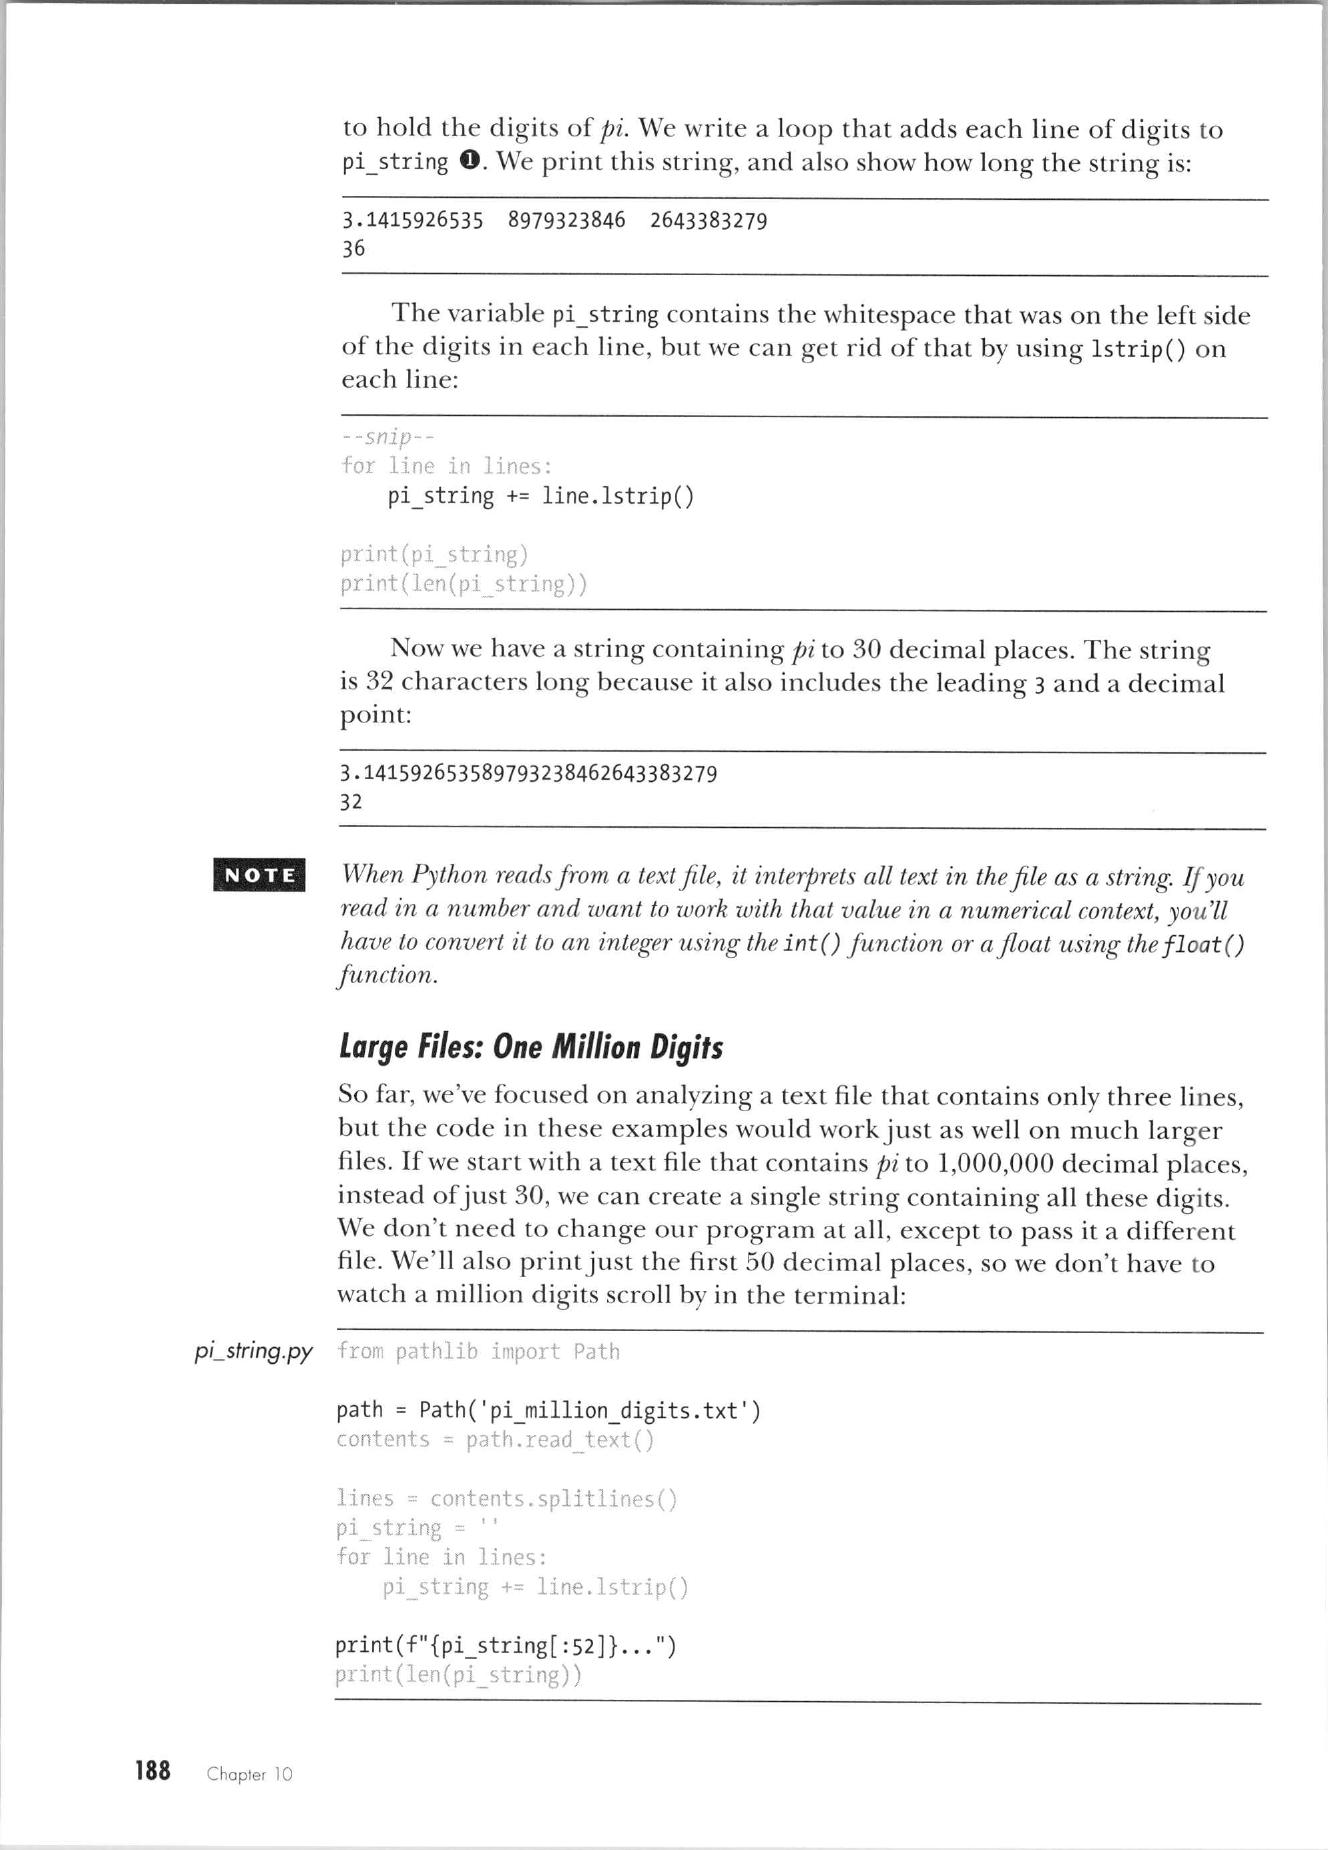 to hold the digits of pi. We write a loop that adds each line of digits to
pi_string ❶. We print this string, and also show how long the string is:
3.1415926535  8979323846  2643383279
36
The variable pi_string contains the whitespace that was on the left side
of the digits in each line, but we can get rid of that by using lstrip() on
each line:
--snip--
for line in lines:
    pi_string += line.lstrip()
print(pi_string)
print(len(pi_string))
Now we have a string containing pi to 30 decimal places. The string
is 32 characters long because it also includes the leading 3 and a decimal
point:
3.141592653589793238462643383279
32
NOTE When Python reads from a text file, it interprets all text in the file as a string. If you
read in a number and want to work with that value in a numerical context, you'll
have to convert it to an integer using the int() function or a float using the float()
function.
Large Files: One Million Digits
So far, we've focused on analyzing a text file that contains only three lines,
but the code in these examples would work just as well on much larger
files. If we start with a text file that contains pi to 1,000,000 decimal places,
instead of just 30, we can create a single string containing all these digits.
We don't need to change our program at all, except to pass it a different
file. We'll also print just the first 50 decimal places, so we don't have to
watch a million digits scroll by in the terminal:
pi_string.py from pathlib import Path
path = Path('pi_million_digits.txt')
contents = path.read_text()
lines = contents.splitlines()
pi_string = ''
for line in lines:
    pi_string += line.lstrip()
print(f"{pi_string[:52]}...")
print(len(pi_string))
188 Chapter 10